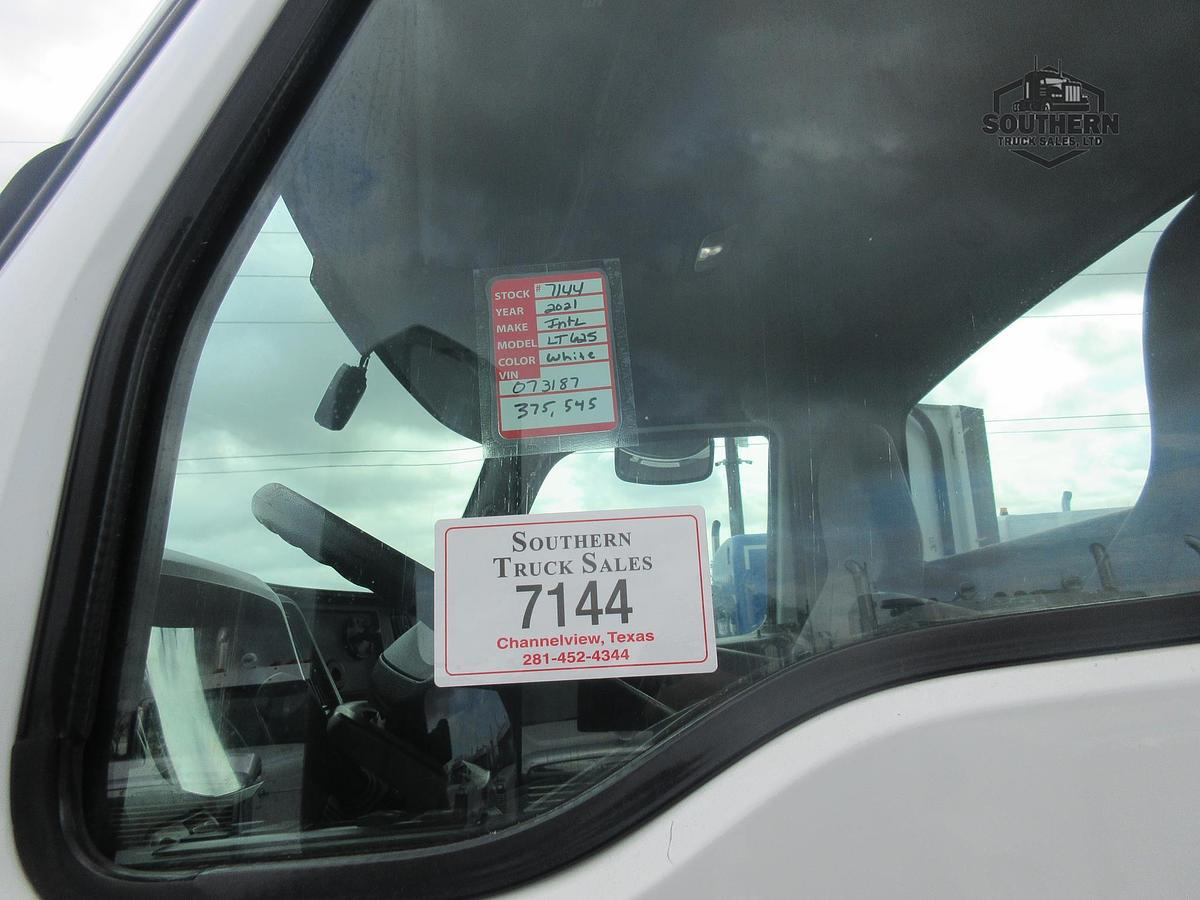 SOUTHERN
TRUCK SALES, LTD
STOCK # 7144
YEAR 2021
MAKE Intl
MODEL LT625
COLOR White
VIN
073187
375,545
SOUTHERN
TRUCK SALES
7144
Channelview, Texas
281-452-4344